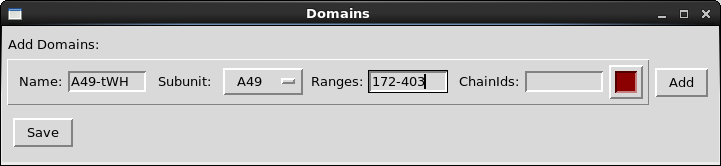 Domains
Add Domains:
Name: A49-tWH Subunit: A49 Ranges: 172-403 ChainIds: Add
Save